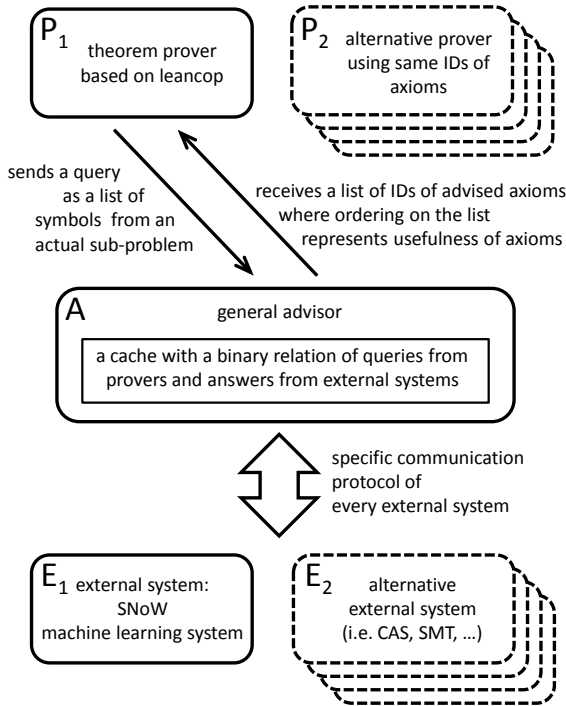 P1
theorem prover
based on leancop
P2
alternative prover
using same IDs of
axioms
sends a query
as a list of
symbols from an
actual sub-problem
receives a list of IDs of advised axioms
where ordering on the list
represents usefulness of axioms
A
general advisor
a cache with a binary relation of queries from
provers and answers from external systems
specific communication
protocol of
every external system
E1 external system:
SNoW
machine learning system
E2
alternative
external system
(i.e. CAS, SMT, ...)